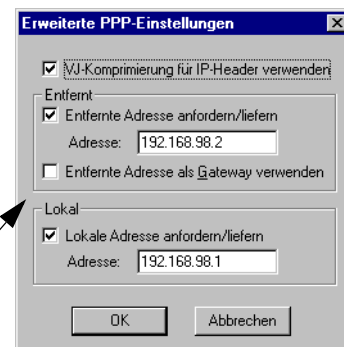 Erweiterte PPP-Einstellungen
VJ-Komprimierung für IP-Header verwenden
Entfernt
Entfernte Adresse anfordern/liefern
Adresse: 192.168.98.2
Entfernte Adresse als Gateway verwenden
Lokal
Lokale Adresse anfordern/liefern
Adresse: 192.168.98.1
OK Abbrechen